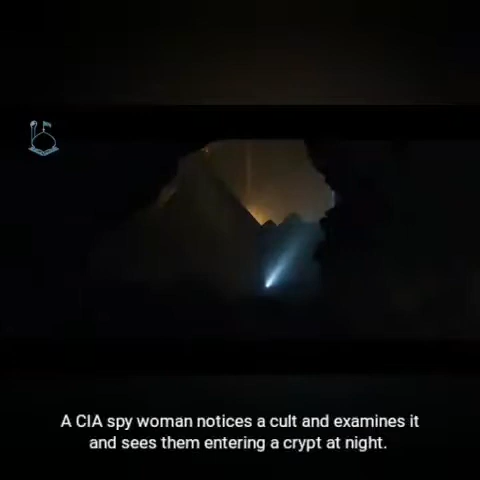 A CIA spy woman notices a cult and examines it
and sees them entering a crypt at night.